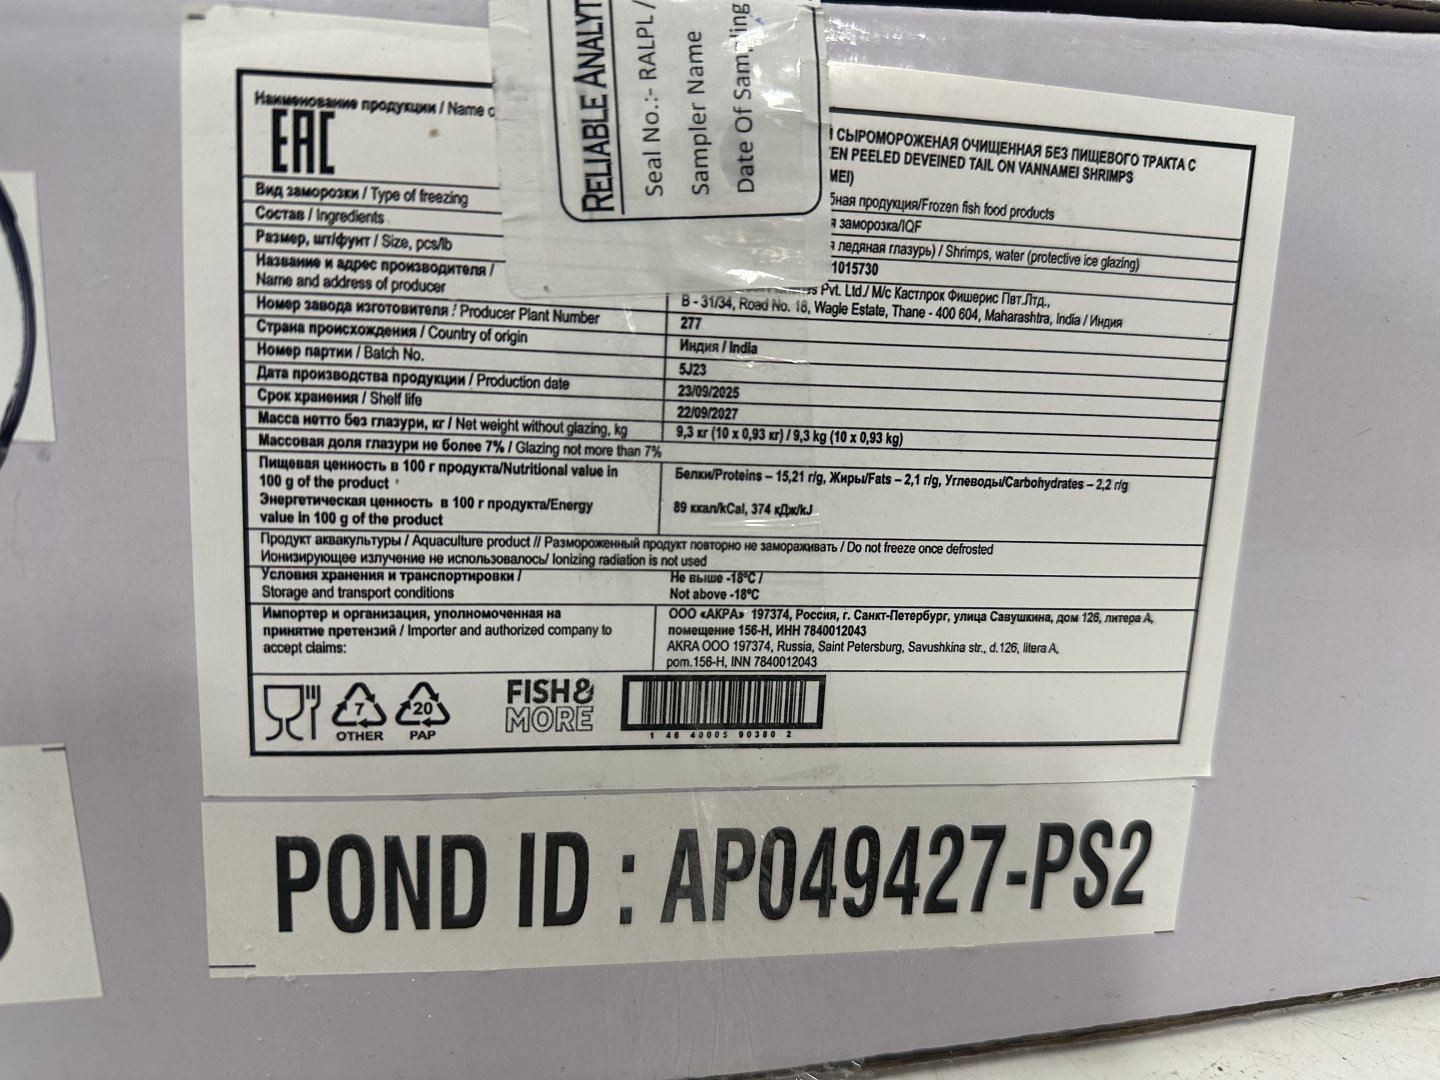 RELIABLE ANALYT
Seal No.:- RALPL /
Sampler Name
Date Of Sampling
Наименование продукции / Name o
EAC
СЫРОМОРОЖЕНАЯ ОЧИЩЕННАЯ БЕЗ ПИЩЕВОГО ТРАКТА С
EN PEELED DEVEINED TAIL ON VANNAMEI SHRIMPS
MEI)
продукция/Frozen fish food products
Вид заморозки / Type of freezing
заморозка/IQF
Состав / Ingredients
ледяная глазурь) / Shrimps, water (protective ice glazing)
Размер, шт/фунт / Size, pcs/lb
1015730
Название и адрес производителя /
Name and address of producer
Pvt. Ltd./ М/с Кастлрок Фишерис Пвт.Лтд.,
B - 31/34, Road No. 18, Wagle Estate, Thane - 400 604, Maharashtra, India / Индия
Номер завода изготовителя / Producer Plant Number
277
Страна происхождения / Country of origin
Индия / India
Номер партии / Batch No.
5J23
Дата производства продукции / Production date
23/09/2025
Срок хранения / Shelf life
22/09/2027
Масса нетто без глазури, кг / Net weight without glazing, kg
9,3 кг (10 x 0,93 кг) / 9,3 kg (10 x 0,93 kg)
Массовая доля глазури не более 7% / Glazing not more than 7%
Пищевая ценность в 100 г продукта/Nutritional value in
100 g of the product
Белки/Proteins – 15,21 г/g, Жиры/Fats – 2,1 г/g, Углеводы/Carbohydrates – 2,2 г/g
Энергетическая ценность в 100 г продукта/Energy
value in 100 g of the product
89 ккал/kCal, 374 кДж/kJ
Продукт аквакультуры / Aquaculture product // Размороженный продукт повторно не замораживать / Do not freeze once defrosted
Ионизирующее излучение не использовалось/ Ionizing radiation is not used
Условия хранения и транспортировки /
Storage and transport conditions
Не выше -18°C /
Not above -18°C
Импортер и организация, уполномоченная на
принятие претензий / Importer and authorized company to
accept claims:
ООО «АКРА» 197374, Россия, г. Санкт-Петербург, улица Савушкина, дом 126, литера А,
помещение 156-Н, ИНН 7840012043
AKRA OOO 197374, Russia, Saint Petersburg, Savushkina str., d.126, litera A,
pom.156-H, INN 7840012043
7
OTHER
20
PAP
FISH&
MORE
1 46 40005 90380 2
POND ID : AP049427-PS2